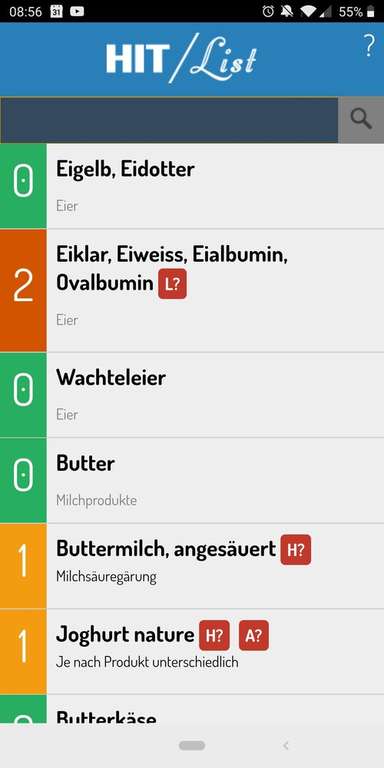 08:56 31 55%
HIT/List ?
0 Eigelb, Eidotter
Eier
2 Eiklar, Eiweiss, Eialbumin,
Ovalbumin L?
Eier
0 Wachteleier
Eier
0 Butter
Milchprodukte
1 Buttermilch, angesäuert H?
Milchsäuregärung
1 Joghurt nature H? A?
Je nach Produkt unterschiedlich
0 Butterkäse